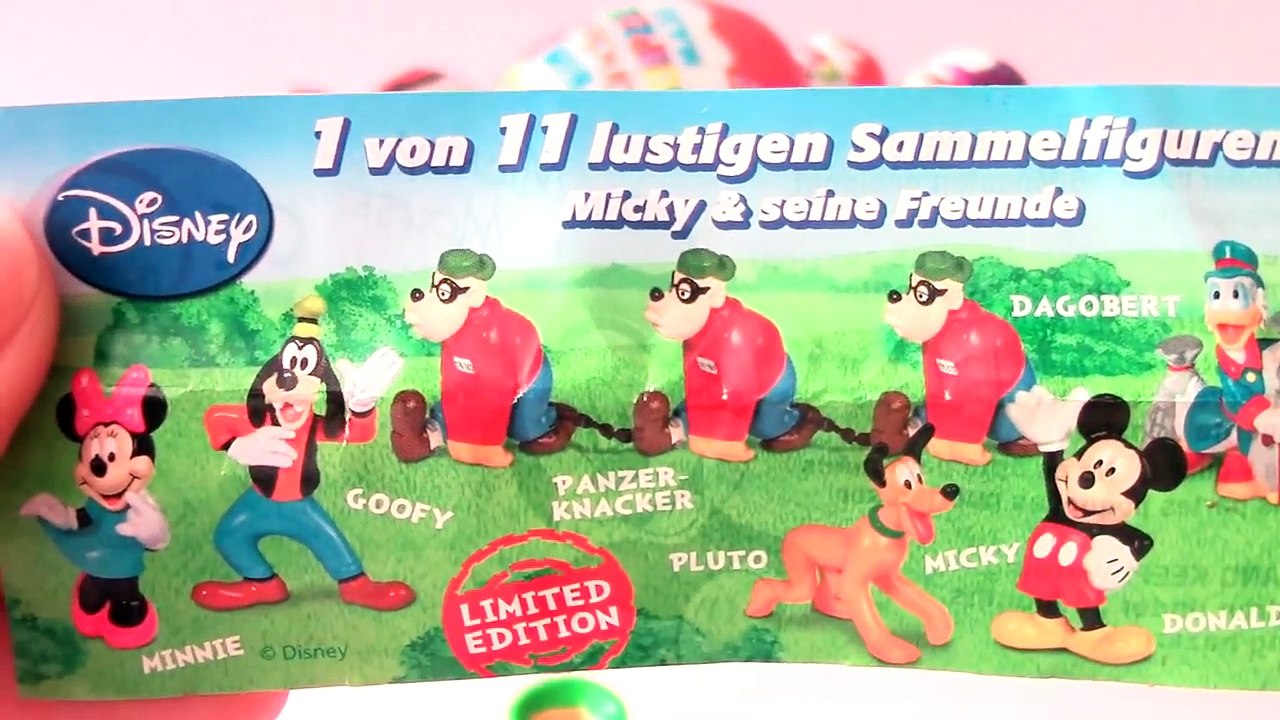 Disney
1 von 11 lustigen Sammelfiguren
Micky & seine Freunde
DAGOBERT
GOOFY
PANZER-
KNACKER
PLUTO
MICKY
LIMITED
EDITION
DONALD
MINNIE
© Disney